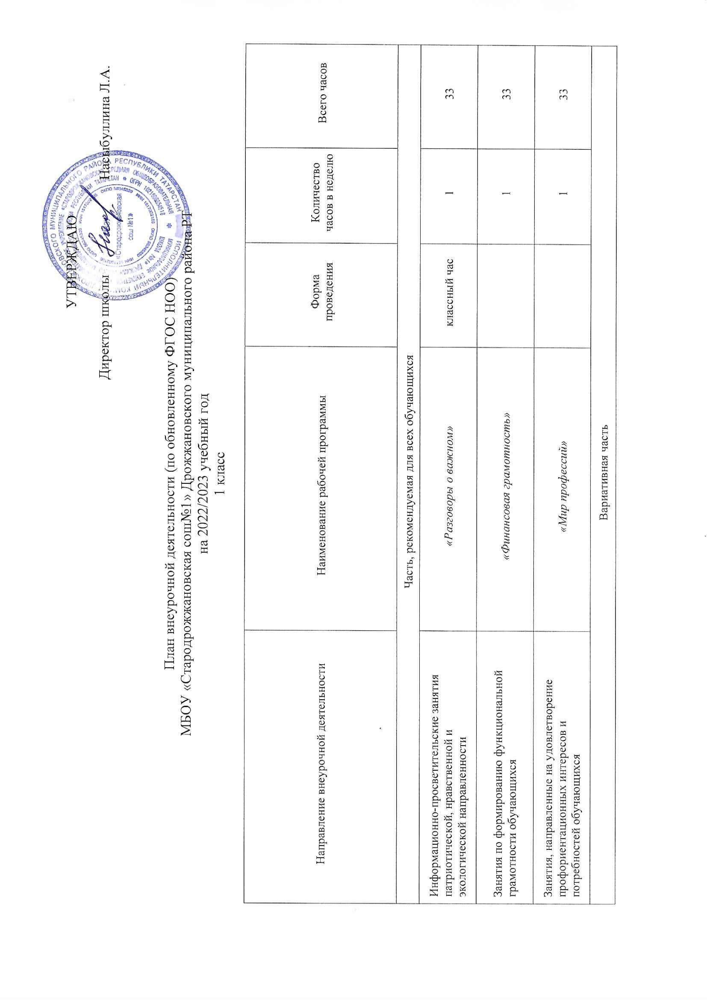 УТВЕРЖДАЮ
Директор школы Насыбуллина Л.А.
«Стародрожжановская
сош №1»
План внеурочной деятельности (по обновленному ФГОС НОО)
МБОУ «Стародрожжановская сош№1» Дрожжановского муниципального района РТ
на 2022/2023 учебный год
1 класс
Направление внеурочной деятельности
Наименование рабочей программы
Форма
проведения
Количество
часов в неделю
Всего часов
Часть, рекомендуемая для всех обучающихся
Информационно-просветительские занятия
патриотической, нравственной и
экологической направленности
«Разговоры о важном»
классный час
1
33
Занятия по формированию функциональной
грамотности обучающихся
«Финансовая грамотность»
1
33
Занятия, направленные на удовлетворение
профориентационных интересов и
потребностей обучающихся
«Мир профессий»
1
33
Вариативная часть